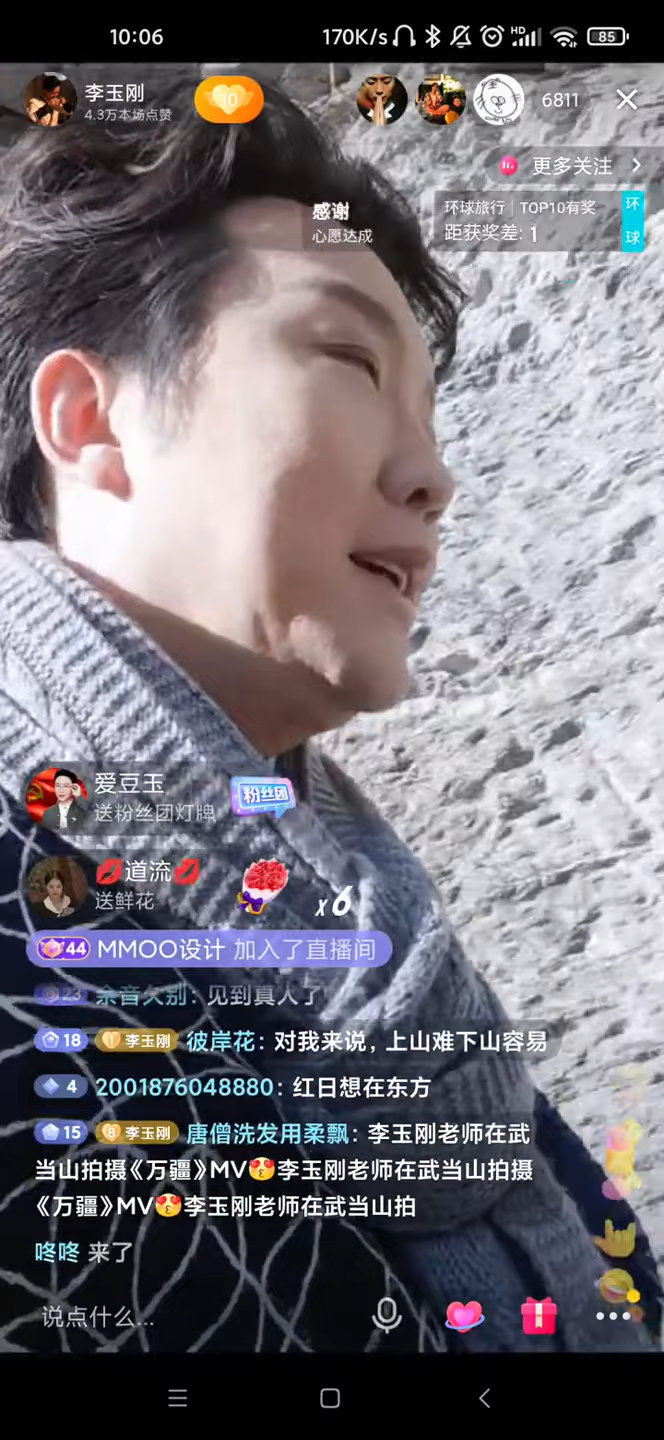 10:06
170K/s
HD
85
李玉刚
4.3万本场点赞
10
6811
更多关注
感谢
心愿达成
环球旅行 | TOP10有奖
距获奖差: 1
环
球
爱豆玉
送粉丝团灯牌
粉丝团
道流
送鲜花
x6
44 MMOO设计 加入了直播间
23 余音久别: 见到真人了
18 1 李玉刚 彼岸花: 对我来说,上山难下山容易
4 2001876048880: 红日想在东方
15 8 李玉刚 唐僧洗发用柔飘: 李玉刚老师在武
当山拍摄《万疆》MV😍李玉刚老师在武当山拍摄
《万疆》MV😍李玉刚老师在武当山拍
咚咚 来了
说点什么...